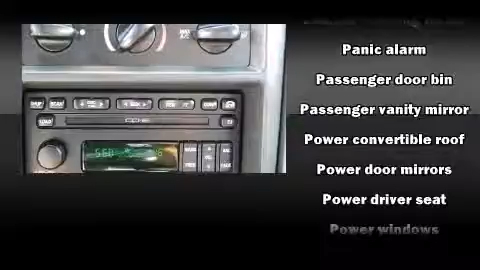 Panic alarm
Passenger door bin
Passenger vanity mirror
Power convertible roof
Power door mirrors
Power driver seat
Power windows